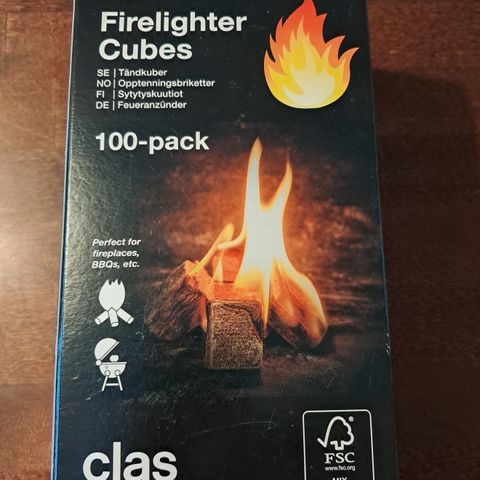 Firelighter
Cubes
SE | Tändkuber
NO | Opptenningsbriketter
FI | Sytytyskuutiot
DE | Feueranzünder
100-pack
Perfect for
fireplaces,
BBQs, etc.
clas
FSC
www.fsc.org
MIX